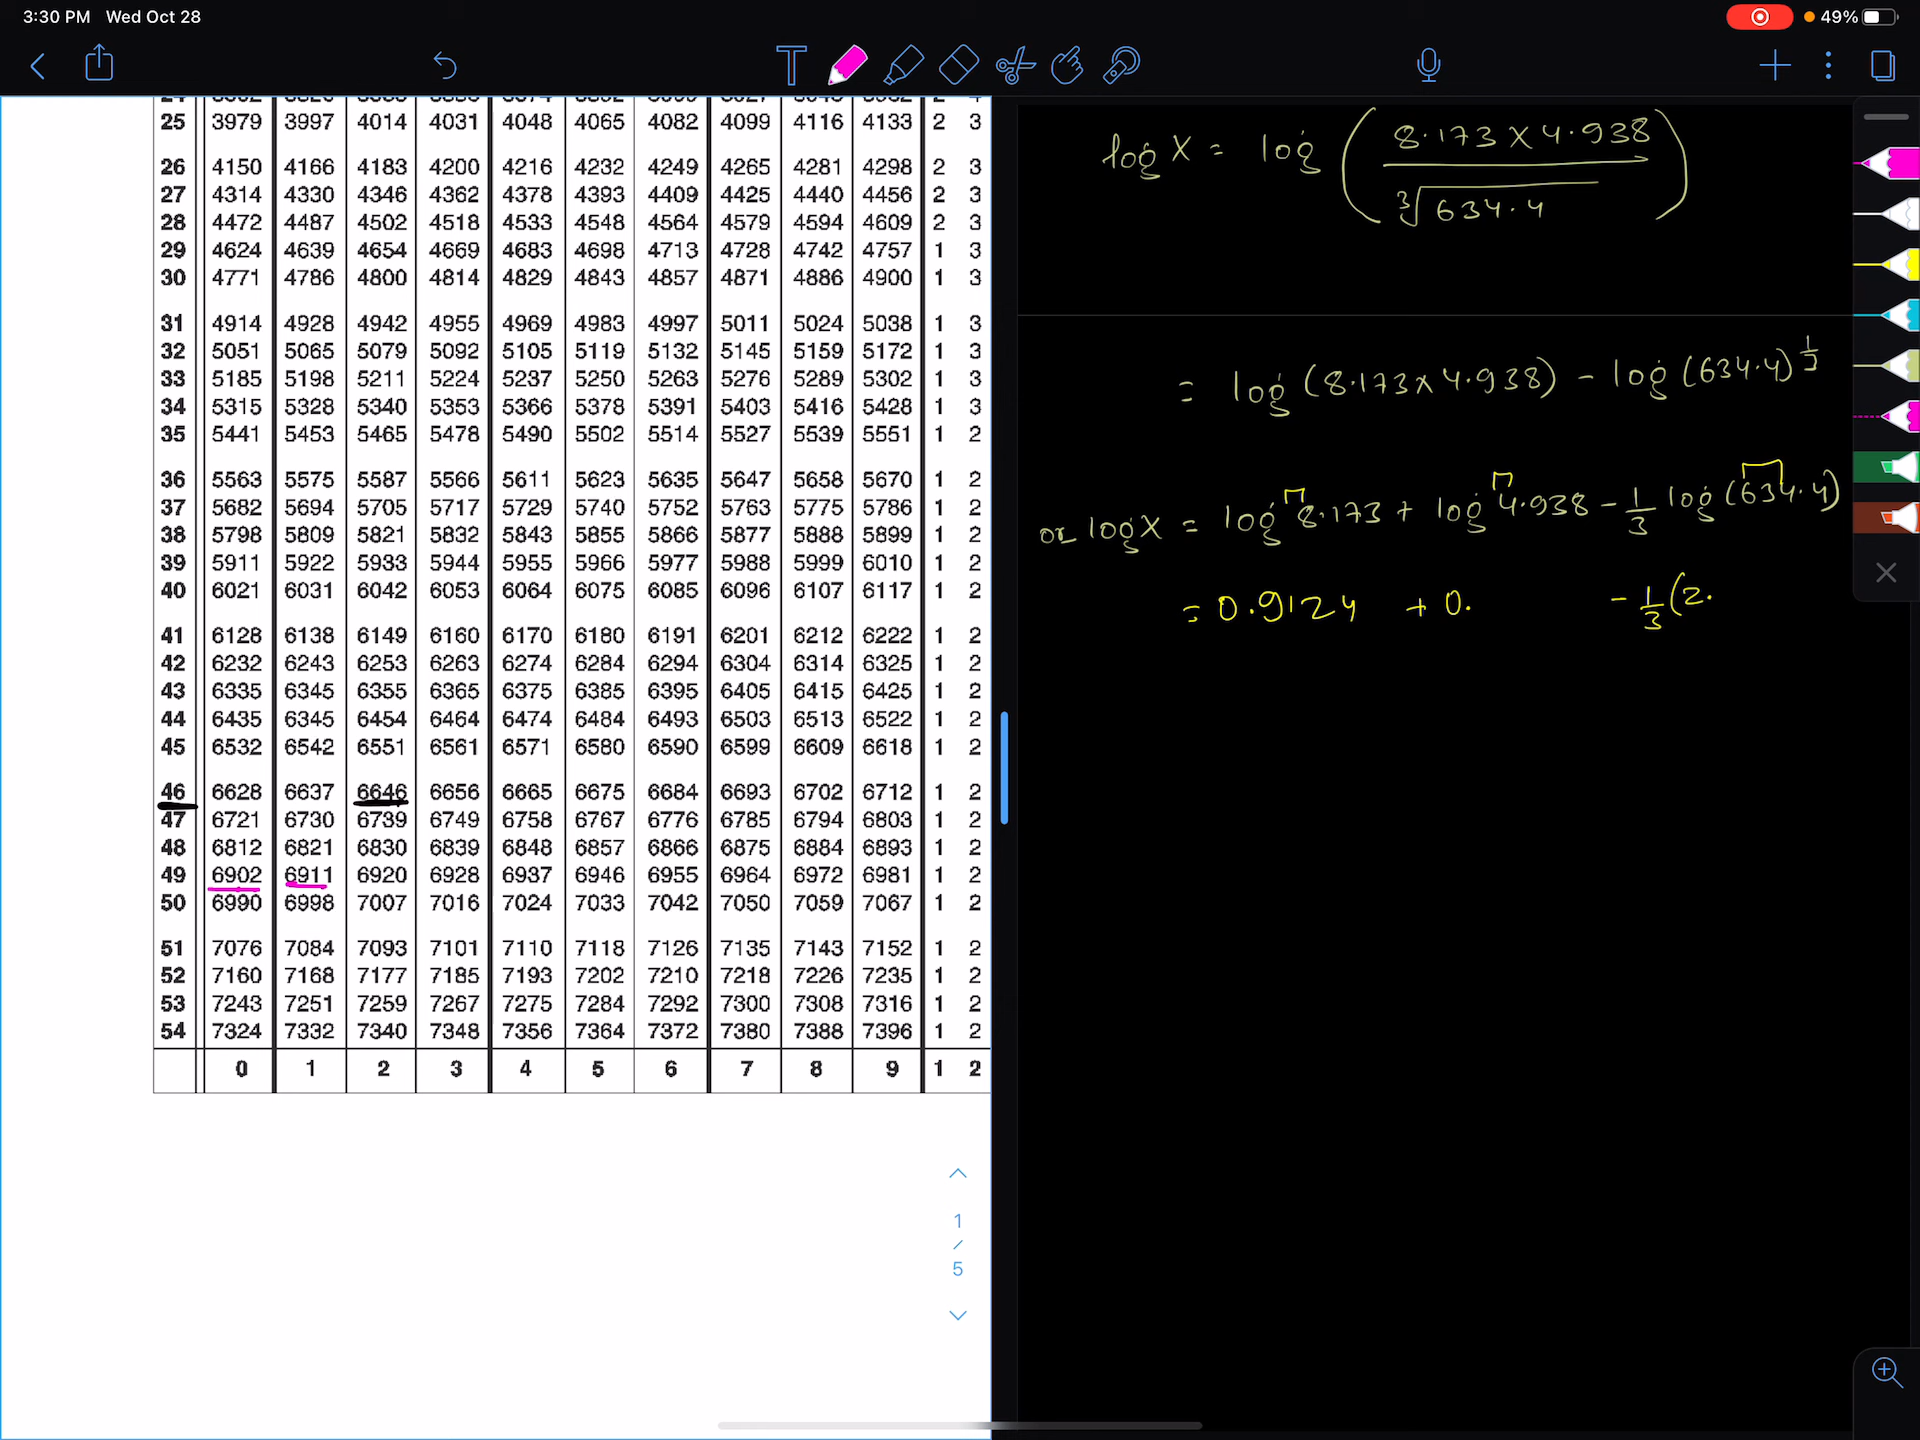 3:30 PM Wed Oct 28
49%
25 3979 3997 4014 4031 4048 4065 4082 4099 4116 4133 2 3
26 4150 4166 4183 4200 4216 4232 4249 4265 4281 4298 2 3
27 4314 4330 4346 4362 4378 4393 4409 4425 4440 4456 2 3
28 4472 4487 4502 4518 4533 4548 4564 4579 4594 4609 2 3
29 4624 4639 4654 4669 4683 4698 4713 4728 4742 4757 1 3
30 4771 4786 4800 4814 4829 4843 4857 4871 4886 4900 1 3
31 4914 4928 4942 4955 4969 4983 4997 5011 5024 5038 1 3
32 5051 5065 5079 5092 5105 5119 5132 5145 5159 5172 1 3
33 5185 5198 5211 5224 5237 5250 5263 5276 5289 5302 1 3
34 5315 5328 5340 5353 5366 5378 5391 5403 5416 5428 1 3
35 5441 5453 5465 5478 5490 5502 5514 5527 5539 5551 1 2
36 5563 5575 5587 5566 5611 5623 5635 5647 5658 5670 1 2
37 5682 5694 5705 5717 5729 5740 5752 5763 5775 5786 1 2
38 5798 5809 5821 5832 5843 5855 5866 5877 5888 5899 1 2
39 5911 5922 5933 5944 5955 5966 5977 5988 5999 6010 1 2
40 6021 6031 6042 6053 6064 6075 6085 6096 6107 6117 1 2
41 6128 6138 6149 6160 6170 6180 6191 6201 6212 6222 1 2
42 6232 6243 6253 6263 6274 6284 6294 6304 6314 6325 1 2
43 6335 6345 6355 6365 6375 6385 6395 6405 6415 6425 1 2
44 6435 6345 6454 6464 6474 6484 6493 6503 6513 6522 1 2
45 6532 6542 6551 6561 6571 6580 6590 6599 6609 6618 1 2
46 6628 6637 6646 6656 6665 6675 6684 6693 6702 6712 1 2
47 6721 6730 6739 6749 6758 6767 6776 6785 6794 6803 1 2
48 6812 6821 6830 6839 6848 6857 6866 6875 6884 6893 1 2
49 6902 6911 6920 6928 6937 6946 6955 6964 6972 6981 1 2
50 6990 6998 7007 7016 7024 7033 7042 7050 7059 7067 1 2
51 7076 7084 7093 7101 7110 7118 7126 7135 7143 7152 1 2
52 7160 7168 7177 7185 7193 7202 7210 7218 7226 7235 1 2
53 7243 7251 7259 7267 7275 7284 7292 7300 7308 7316 1 2
54 7324 7332 7340 7348 7356 7364 7372 7380 7388 7396 1 2
0 1 2 3 4 5 6 7 8 9 1 2
1
/
5
log X = log (8.173 X 4.938 / ∛634.4)
= log (8.173 x 4.938) - log (634.4)^1/3
or log X = log 8.173 + log 4.938 - 1/3 log (634.4)
= 0.9124 + 0. - 1/3 (2.